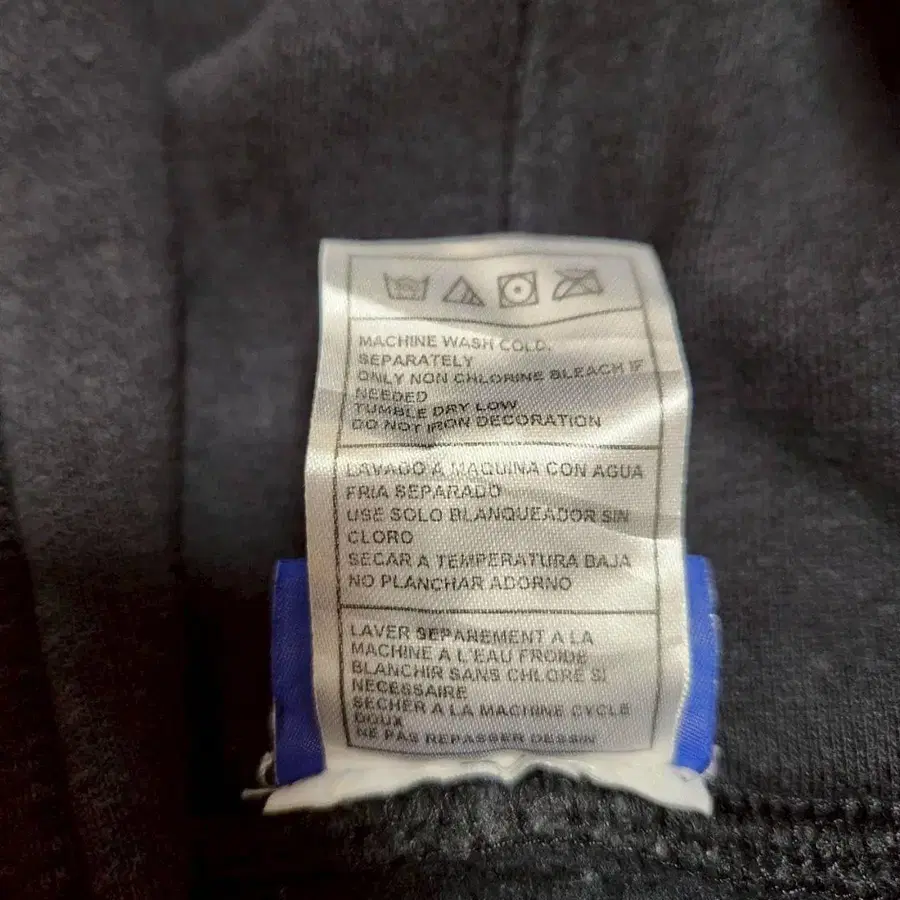 MACHINE WASH COLD,
SEPARATELY
ONLY NON CHLORINE BLEACH IF
NEEDED
TUMBLE DRY LOW
DO NOT IRON DECORATION
LAVADO A MAQUINA CON AGUA
FRIA SEPARADO
USE SOLO BLANQUEADOR SIN
CLORO
SECAR A TEMPERATURA BAJA
NO PLANCHAR ADORNO
LAVER SEPAREMENT A LA
MACHINE A L'EAU FROIDE
BLANCHIR SANS CHLORE SI
NECESSAIRE
SECHER A LA MACHINE CYCLE
DOUX
NE PAS REPASSER DESSIN